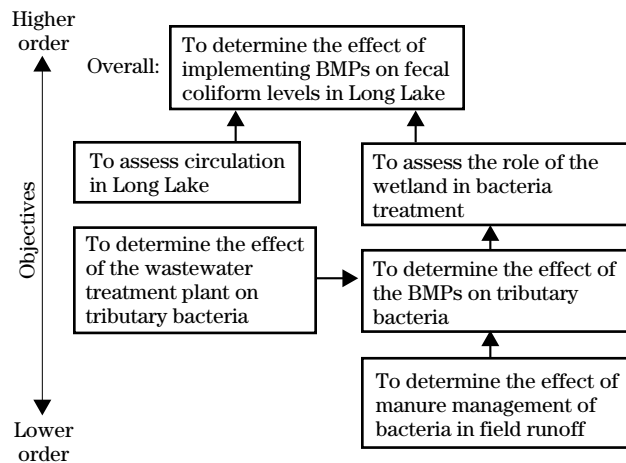 Higher
order
Overall:
To determine the effect of
implementing BMPs on fecal
coliform levels in Long Lake
To assess circulation
in Long Lake
To assess the role of the
wetland in bacteria
treatment
Objectives
To determine the effect
of the wastewater
treatment plant on
tributary bacteria
To determine the effect of
the BMPs on tributary
bacteria
To determine the effect of
manure management of
bacteria in field runoff
Lower
order